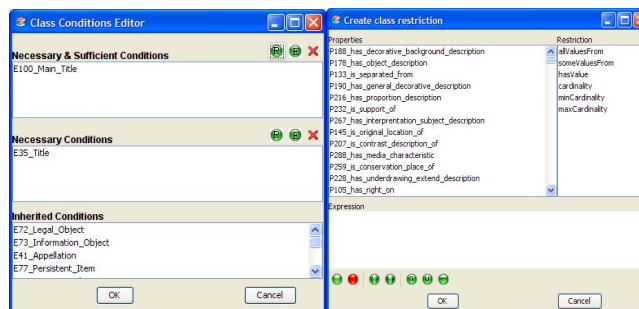 Class Conditions Editor
Necessary & Sufficient Conditions
E100_Main_Title
Necessary Conditions
E35_Title
Inherited Conditions
E72_Legal_Object
E73_Information_Object
E41_Appellation
E77_Persistent_Item
OK Cancel
Create class restriction
Properties Restriction
P188_has_decorative_background_description allValuesFrom
P178_has_object_description someValuesFrom
P133_is_separated_from hasValue
P190_has_general_decorative_description cardinality
P216_has_proportion_description minCardinality
P232_is_support_of maxCardinality
P267_has_interprentation_subject_description
P145_is_original_location_of
P207_is_contrast_description_of
P288_has_media_characteristic
P259_is_conservation_place_of
P228_has_underdrawing_extend_description
P105_has_right_on
Expression
OK Cancel